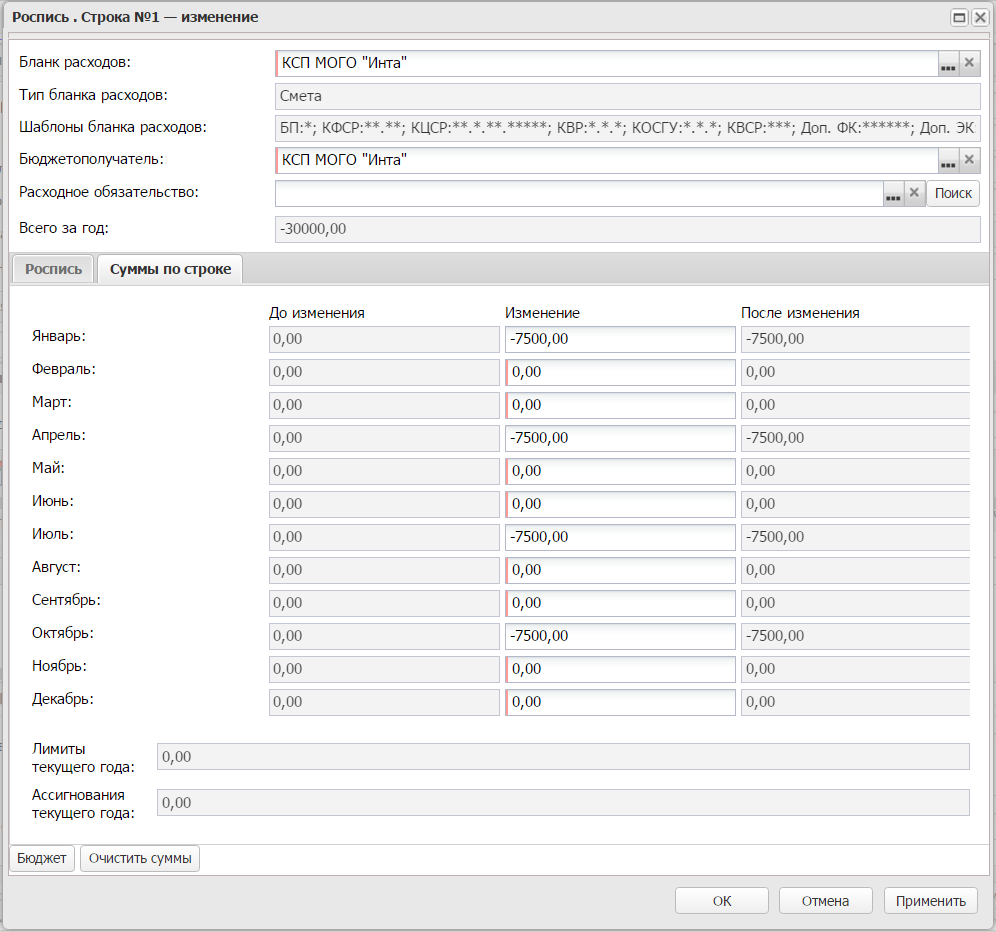 Роспись . Строка №1 — изменение
Бланк расходов: КСП МОГО "Инта" ...
Тип бланка расходов: Смета
Шаблоны бланка расходов: БП:*; КФСР:**.**; КЦСР:**.*.**.*****; КВР:*.*.*; КОСГУ:*.*.*; КВСР:***; Доп. ФК:******; Доп. ЭК
Бюджетополучатель: КСП МОГО "Инта" ...
Расходное обязательство: ... Поиск
Всего за год: -30000,00
Роспись Суммы по строке
До изменения Изменение После изменения
Январь: 0,00 -7500,00 -7500,00
Февраль: 0,00 0,00 0,00
Март: 0,00 0,00 0,00
Апрель: 0,00 -7500,00 -7500,00
Май: 0,00 0,00 0,00
Июнь: 0,00 0,00 0,00
Июль: 0,00 -7500,00 -7500,00
Август: 0,00 0,00 0,00
Сентябрь: 0,00 0,00 0,00
Октябрь: 0,00 -7500,00 -7500,00
Ноябрь: 0,00 0,00 0,00
Декабрь: 0,00 0,00 0,00
Лимиты
текущего года: 0,00
Ассигнования
текущего года: 0,00
Бюджет Очистить суммы
ОК Отмена Применить